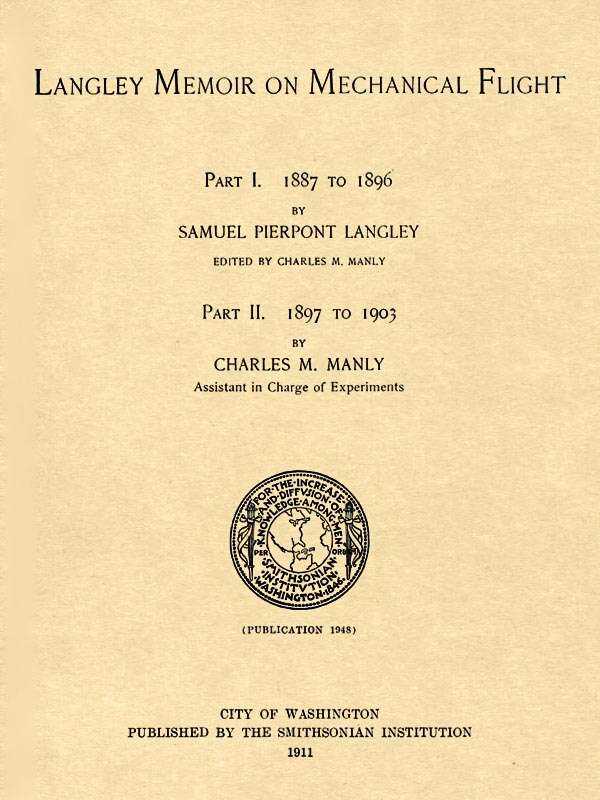 LANGLEY MEMOIR ON MECHANICAL FLIGHT
PART I. 1887 TO 1896
BY
SAMUEL PIERPONT LANGLEY
EDITED BY CHARLES M. MANLY
PART II. 1897 TO 1903
BY
CHARLES M. MANLY
Assistant in Charge of Experiments
FOR·THE·INCREASE
AND·DIFFVSION·OF
KNOWLEDGE·AMONG·MEN
PER ORBEM
SMITHSONIAN
INSTITVTION
WASHINGTON·1846
(PUBLICATION 1948)
CITY OF WASHINGTON
PUBLISHED BY THE SMITHSONIAN INSTITUTION
1911